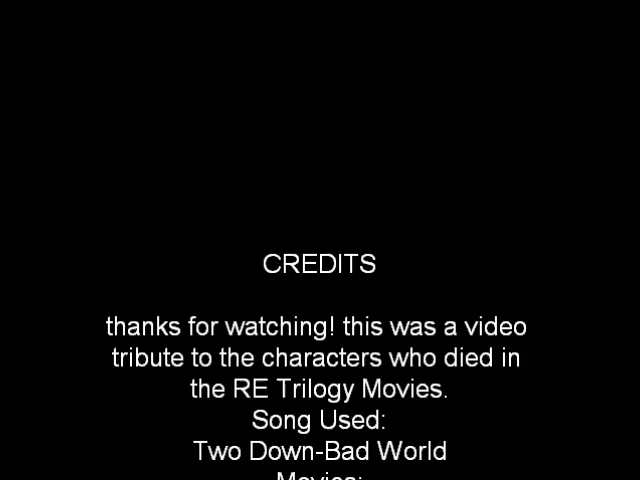 CREDITS
thanks for watching! this was a video
tribute to the characters who died in
the RE Trilogy Movies.
Song Used:
Two Down-Bad World
Movies: